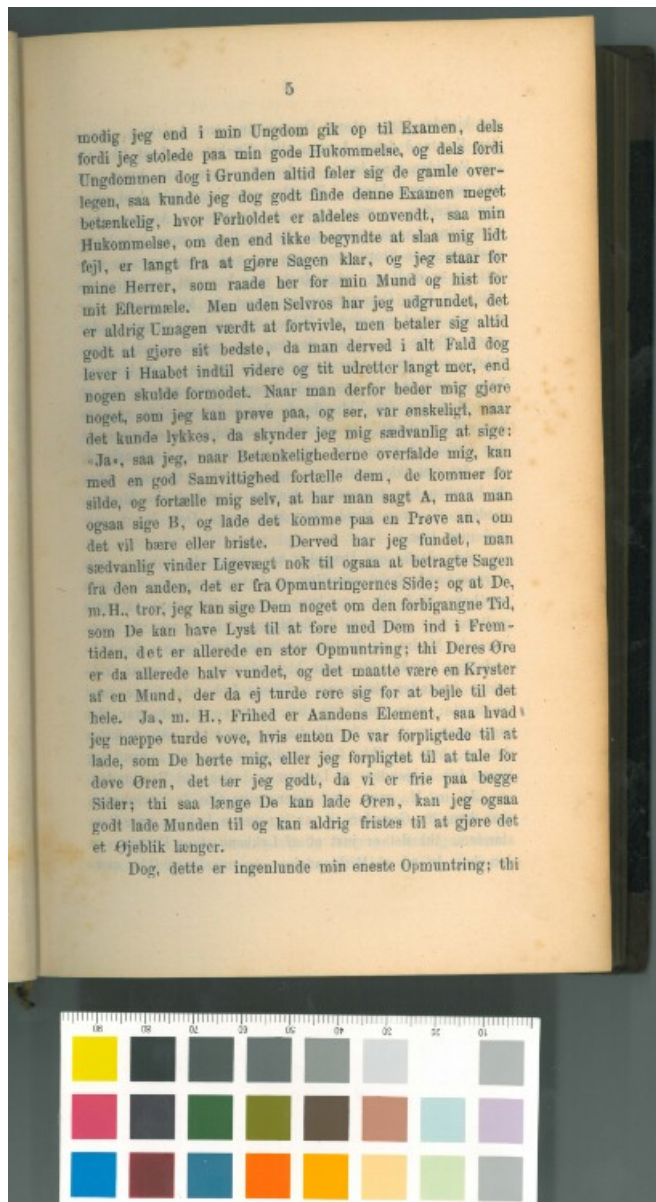 5
modig jeg end i min Ungdom gik op til Examen, dels
fordi jeg stolede paa min gode Hukommelse, og dels fordi
Ungdommen dog i Grunden altid føler sig de gamle over-
legen, saa kunde jeg dog godt finde denne Examen meget
betænkelig, hvor Forholdet er aldeles omvendt, saa min
Hukommelse, om den end ikke begyndte at slaa mig lidt
fejl, er langt fra at gjøre Sagen klar, og jeg staar for
mine Herrer, som raade her for min Mund og hist for
mit Eftermæle. Men uden Selvros har jeg udgrundet, det
er aldrig Umagen værdt at fortvivle, men betaler sig altid
godt at gjøre sit bedste, da man derved i alt Fald dog
lever i Haabet indtil videre og tit udretter langt mer, end
nogen skulde formodet. Naar man derfor beder mig gjøre
noget, som jeg kan prøve paa, og ser, var ønskeligt, naar
det kunde lykkes, da skynder jeg mig sædvanlig at sige:
»Ja«, saa jeg, naar Betænkelighederne overfalde mig, kan
med en god Samvittighed fortælle dem, de kommer for
silde, og fortælle mig selv, at har man sagt A, maa man
ogsaa sige B, og lade det komme paa en Prøve an, om
det vil bære eller briste. Derved har jeg fundet, man
sædvanlig vinder Ligevægt nok til ogsaa at betragte Sagen
fra den anden, det er fra Opmuntringernes Side; og at De,
m. H., tror, jeg kan sige Dem noget om den forbigangne Tid,
som De kan have Lyst til at føre med Dem ind i Frem-
tiden, det er allerede en stor Opmuntring; thi Deres Øre
er da allerede halv vundet, og det maatte være en Kryster
af en Mund, der da ej turde røre sig for at bejle til det
hele. Ja, m. H., Frihed er Aandens Element, saa hvad
jeg næppe turde vove, hvis enten De var forpligtede til at
lade, som De hørte mig, eller jeg forpligtet til at tale for
døve Øren, det tør jeg godt, da vi er frie paa begge
Sider; thi saa længe De kan lade Øren, kan jeg ogsaa
godt lade Munden til og kan aldrig fristes til at gjøre det
et Øjeblik længer.
Dog, dette er ingenlunde min eneste Opmuntring; thi
90 80 70 60 50 40 30 20 10